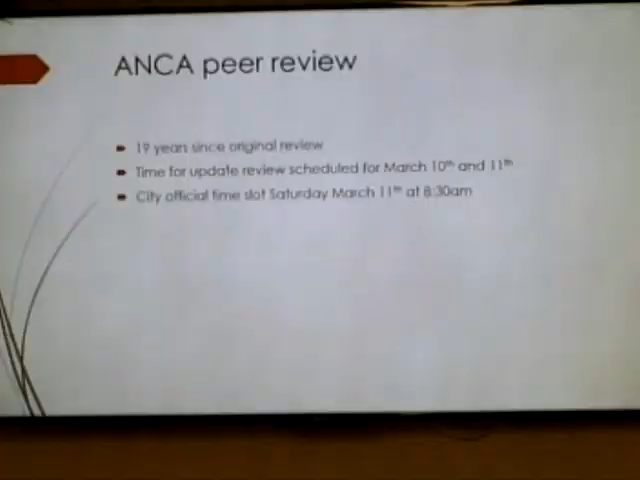 ANCA peer review
19 years since original review
Time for update review scheduled for March 10th and 11th
City official time slot Saturday March 11th at 8:30am